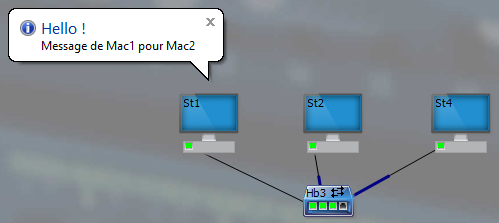 Hello !
Message de Mac1 pour Mac2
St1
St2
St4
Hb3